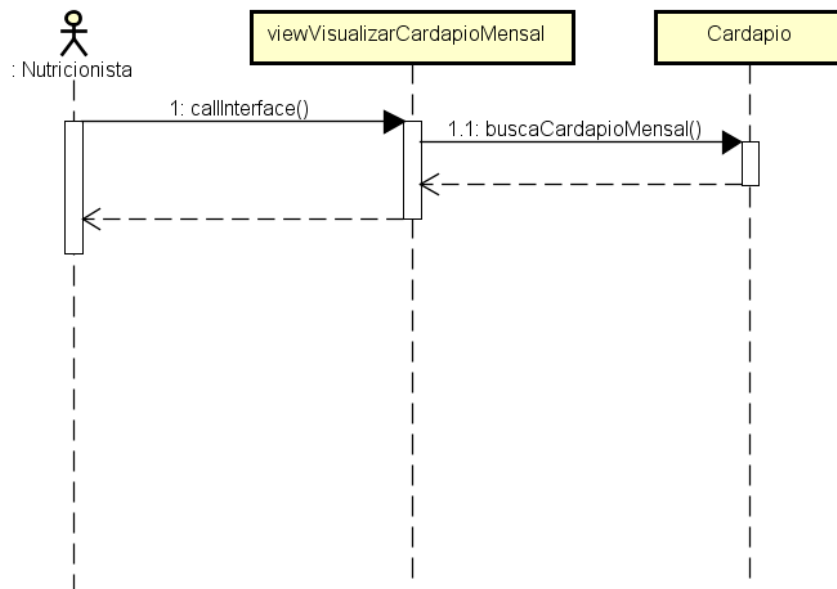 viewVisualizarCardapioMensal
Cardapio
: Nutricionista
1: callInterface()
1.1: buscaCardapioMensal()